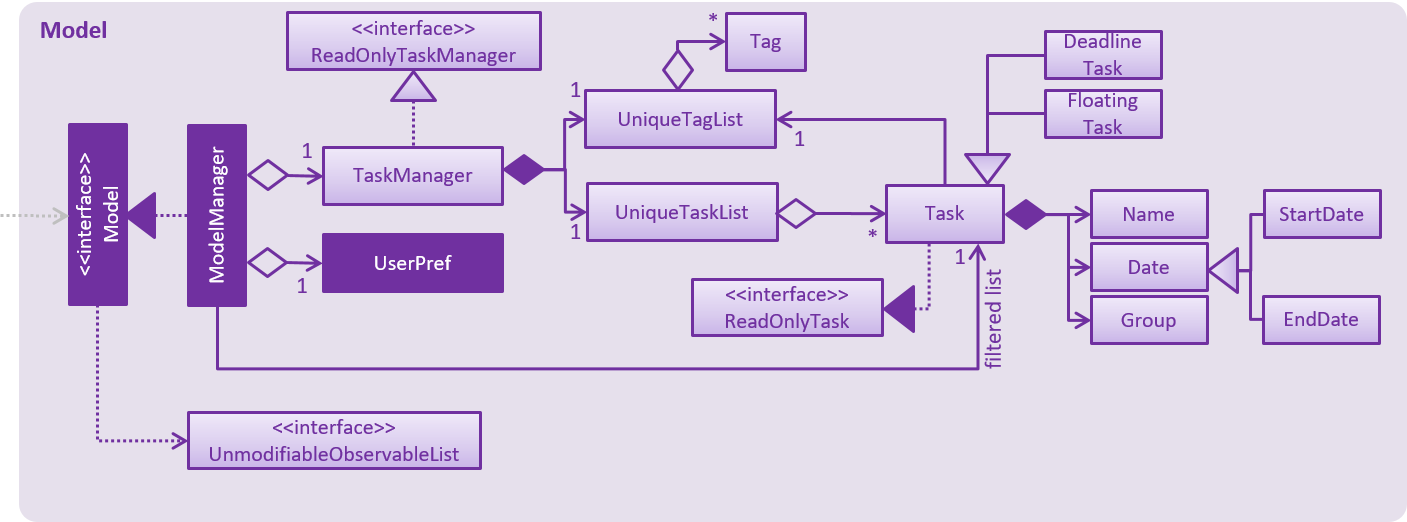 Model
<<interface>>
ReadOnlyTaskManager
*
Tag
Deadline
Task
1
UniqueTagList
1
Floating
Task
<<interface>>
Model
ModelManager
1
TaskManager
1
UniqueTaskList
*
Task
Name
StartDate
1
UserPref
1
filtered list
Date
<<interface>>
ReadOnlyTask
Group
EndDate
<<interface>>
UnmodifiableObservableList